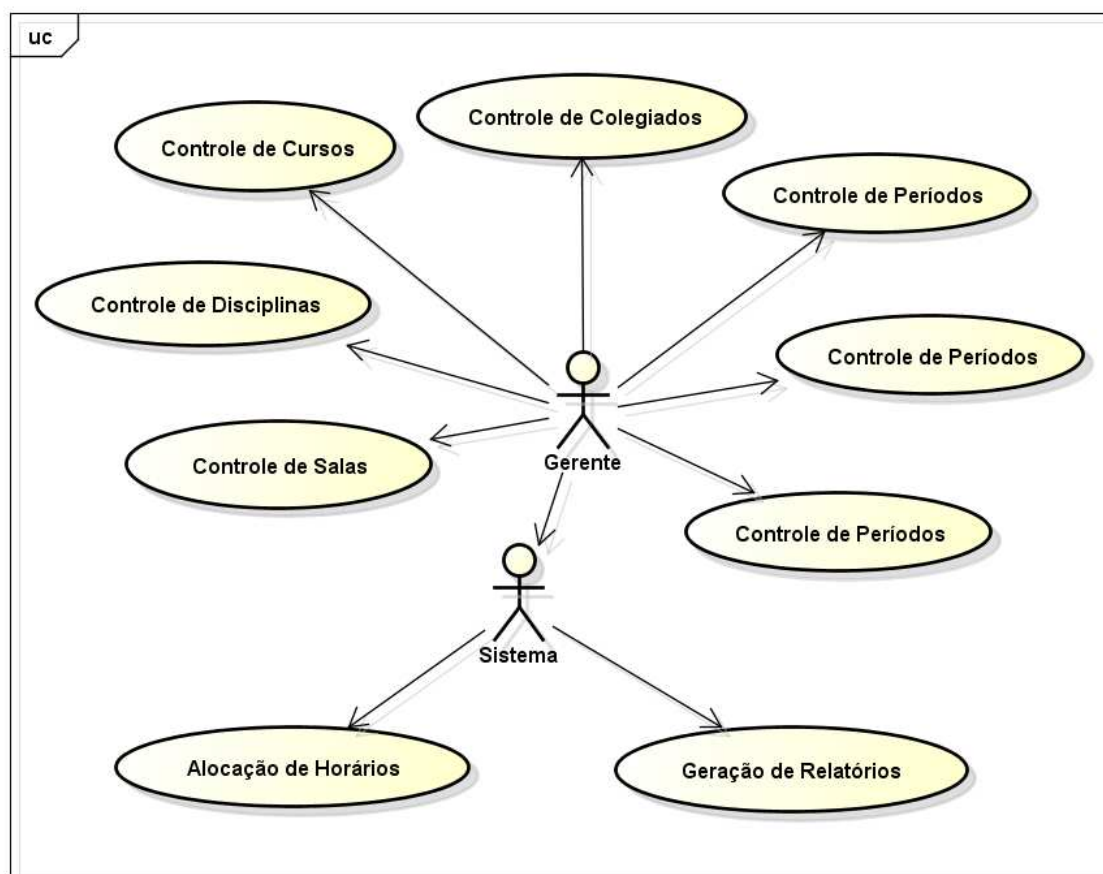 uc
Controle de Colegiados
Controle de Cursos
Controle de Períodos
Controle de Disciplinas
Controle de Períodos
Gerente
Controle de Salas
Controle de Períodos
Sistema
Alocação de Horários
Geração de Relatórios